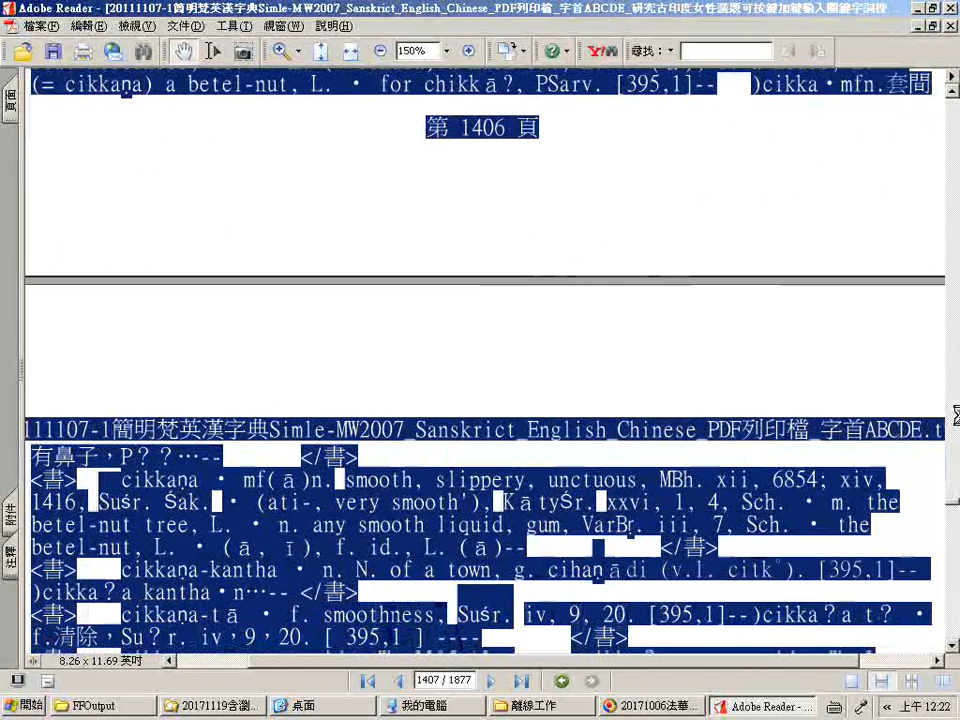 Adobe Reader - [20111107-1簡明梵英漢字典Simle-MW2007_Sanskrict_English_Chinese_PDF列印檔_字首ABCDE_研究古印度女性議題可按鍵加鍵輸入關鍵字詞搜
檔案(F) 編輯(E) 檢視(V) 文件(D) 工具(T) 視窗(W) 說明(H)
150% 尋找:
頁面
(= cikkaṇa) a betel-nut, L. • for chikkā?, PSarv. [395,1]-- )cikka•mfn.套間
第 1406 頁
111107-1簡明梵英漢字典Simle-MW2007_Sanskrict_English_Chinese_PDF列印檔_字首ABCDE.t
有鼻子，P？？…-- </書>
<書> cikkaṇa • mf(ā)n. smooth, slippery, unctuous, MBh. xii, 6854; xiv,
1416, Suśr. Śak. • (ati-, very smooth'), KātyŚr. xxvi, 1, 4, Sch. • m. the
betel-nut tree, L. • n. any smooth liquid, gum, VarBṛ. iii, 7, Sch. • the
betel-nut, L. • (ā, ī), f. id., L. (ā)-- </書>
<書> cikkaṇa-kantha • n. N. of a town, g. cihaṇādi (v.l. citk°). [395,1]--
)cikka？a kantha•n…-- </書>
<書> cikkaṇa-tā • f. smoothness, Suśr. iv, 9, 20. [395,1]-- )cikka？a t？ •
f.清除，Su？r. iv，9，20. [ 395,1 ] ---- </書>
附件
注釋
8.26 x 11.69 英吋
1407 / 1877
開始 FFOutput 20171119含瀏... 桌面 我的電腦 離線工作 20171006法華... Adobe Reader - ... 上午 12:22